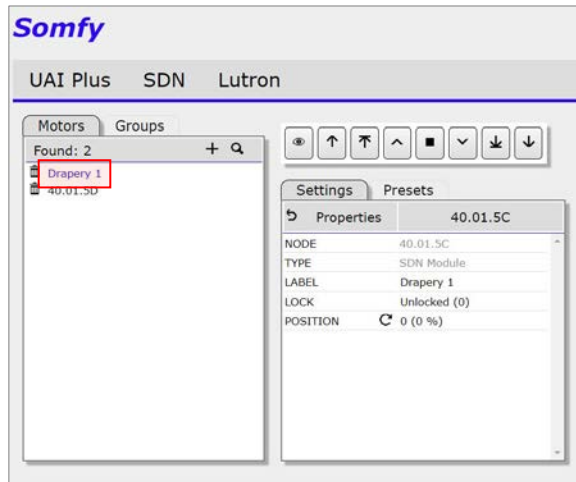 Somfy
UAI Plus SDN Lutron
Motors Groups
Found: 2
Drapery 1
40.01.5D
Settings Presets
Properties 40.01.5C
NODE 40.01.5C
TYPE SDN Module
LABEL Drapery 1
LOCK Unlocked (0)
POSITION 0 (0 %)